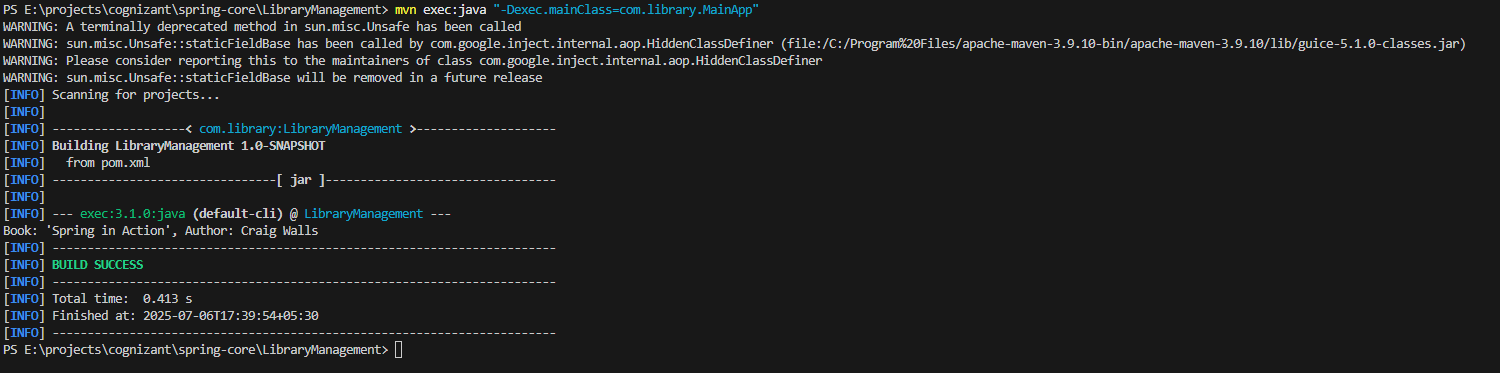 PS E:\projects\cognizant\spring-core\LibraryManagement> mvn exec:java "-Dexec.mainClass=com.library.MainApp"
WARNING: A terminally deprecated method in sun.misc.Unsafe has been called
WARNING: sun.misc.Unsafe::staticFieldBase has been called by com.google.inject.internal.aop.HiddenClassDefiner (file:/C:/Program%20Files/apache-maven-3.9.10-bin/apache-maven-3.9.10/lib/guice-5.1.0-classes.jar)
WARNING: Please consider reporting this to the maintainers of class com.google.inject.internal.aop.HiddenClassDefiner
WARNING: sun.misc.Unsafe::staticFieldBase will be removed in a future release
[INFO] Scanning for projects...
[INFO]
[INFO] -------------------< com.library:LibraryManagement >--------------------
[INFO] Building LibraryManagement 1.0-SNAPSHOT
[INFO]   from pom.xml
[INFO] --------------------------------[ jar ]---------------------------------
[INFO]
[INFO] --- exec:3.1.0:java (default-cli) @ LibraryManagement ---
Book: 'Spring in Action', Author: Craig Walls
[INFO] ------------------------------------------------------------------------
[INFO] BUILD SUCCESS
[INFO] ------------------------------------------------------------------------
[INFO] Total time:  0.413 s
[INFO] Finished at: 2025-07-06T17:39:54+05:30
[INFO] ------------------------------------------------------------------------
PS E:\projects\cognizant\spring-core\LibraryManagement>